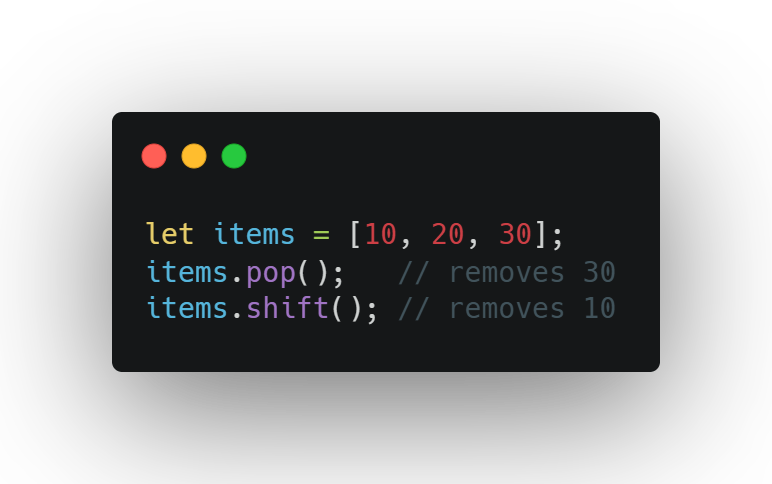 let items = [10, 20, 30];
items.pop();   // removes 30
items.shift(); // removes 10